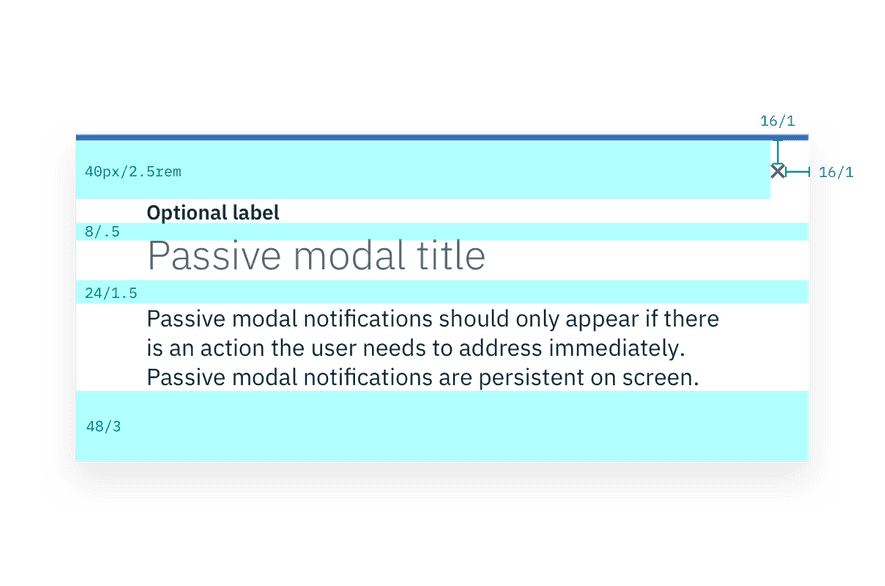 16/1
40px/2.5rem
16/1
Optional label
8/.5
Passive modal title
24/1.5
Passive modal notifications should only appear if there
is an action the user needs to address immediately.
Passive modal notifications are persistent on screen.
48/3